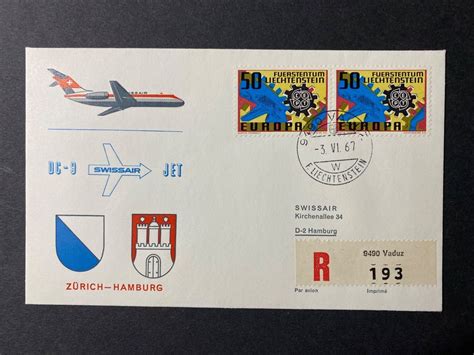 50 FUERSTENTUM
LIECHTENSTEIN
EUROPA
50 FUERSTENTUM
LIECHTENSTEIN
EUROPA
SWISSAIR
-3. VI. 67
W
F. LIECHTENSTEIN
DC-9 SWISSAIR JET
SWISSAIR
Kirchenallee 34
D-2 Hamburg
R
9490 Vaduz
193
ZÜRICH—HAMBURG
Par avion
Imprimé